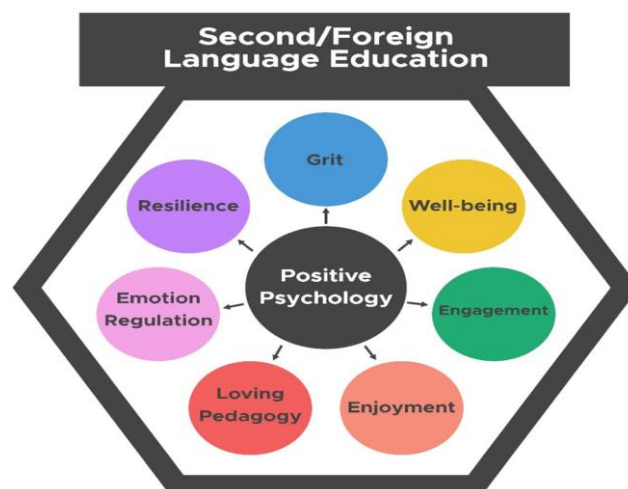 Second/Foreign
Language Education
Grit
Resilience
Well-being
Positive
Psychology
Emotion
Regulation
Engagement
Loving
Pedagogy
Enjoyment